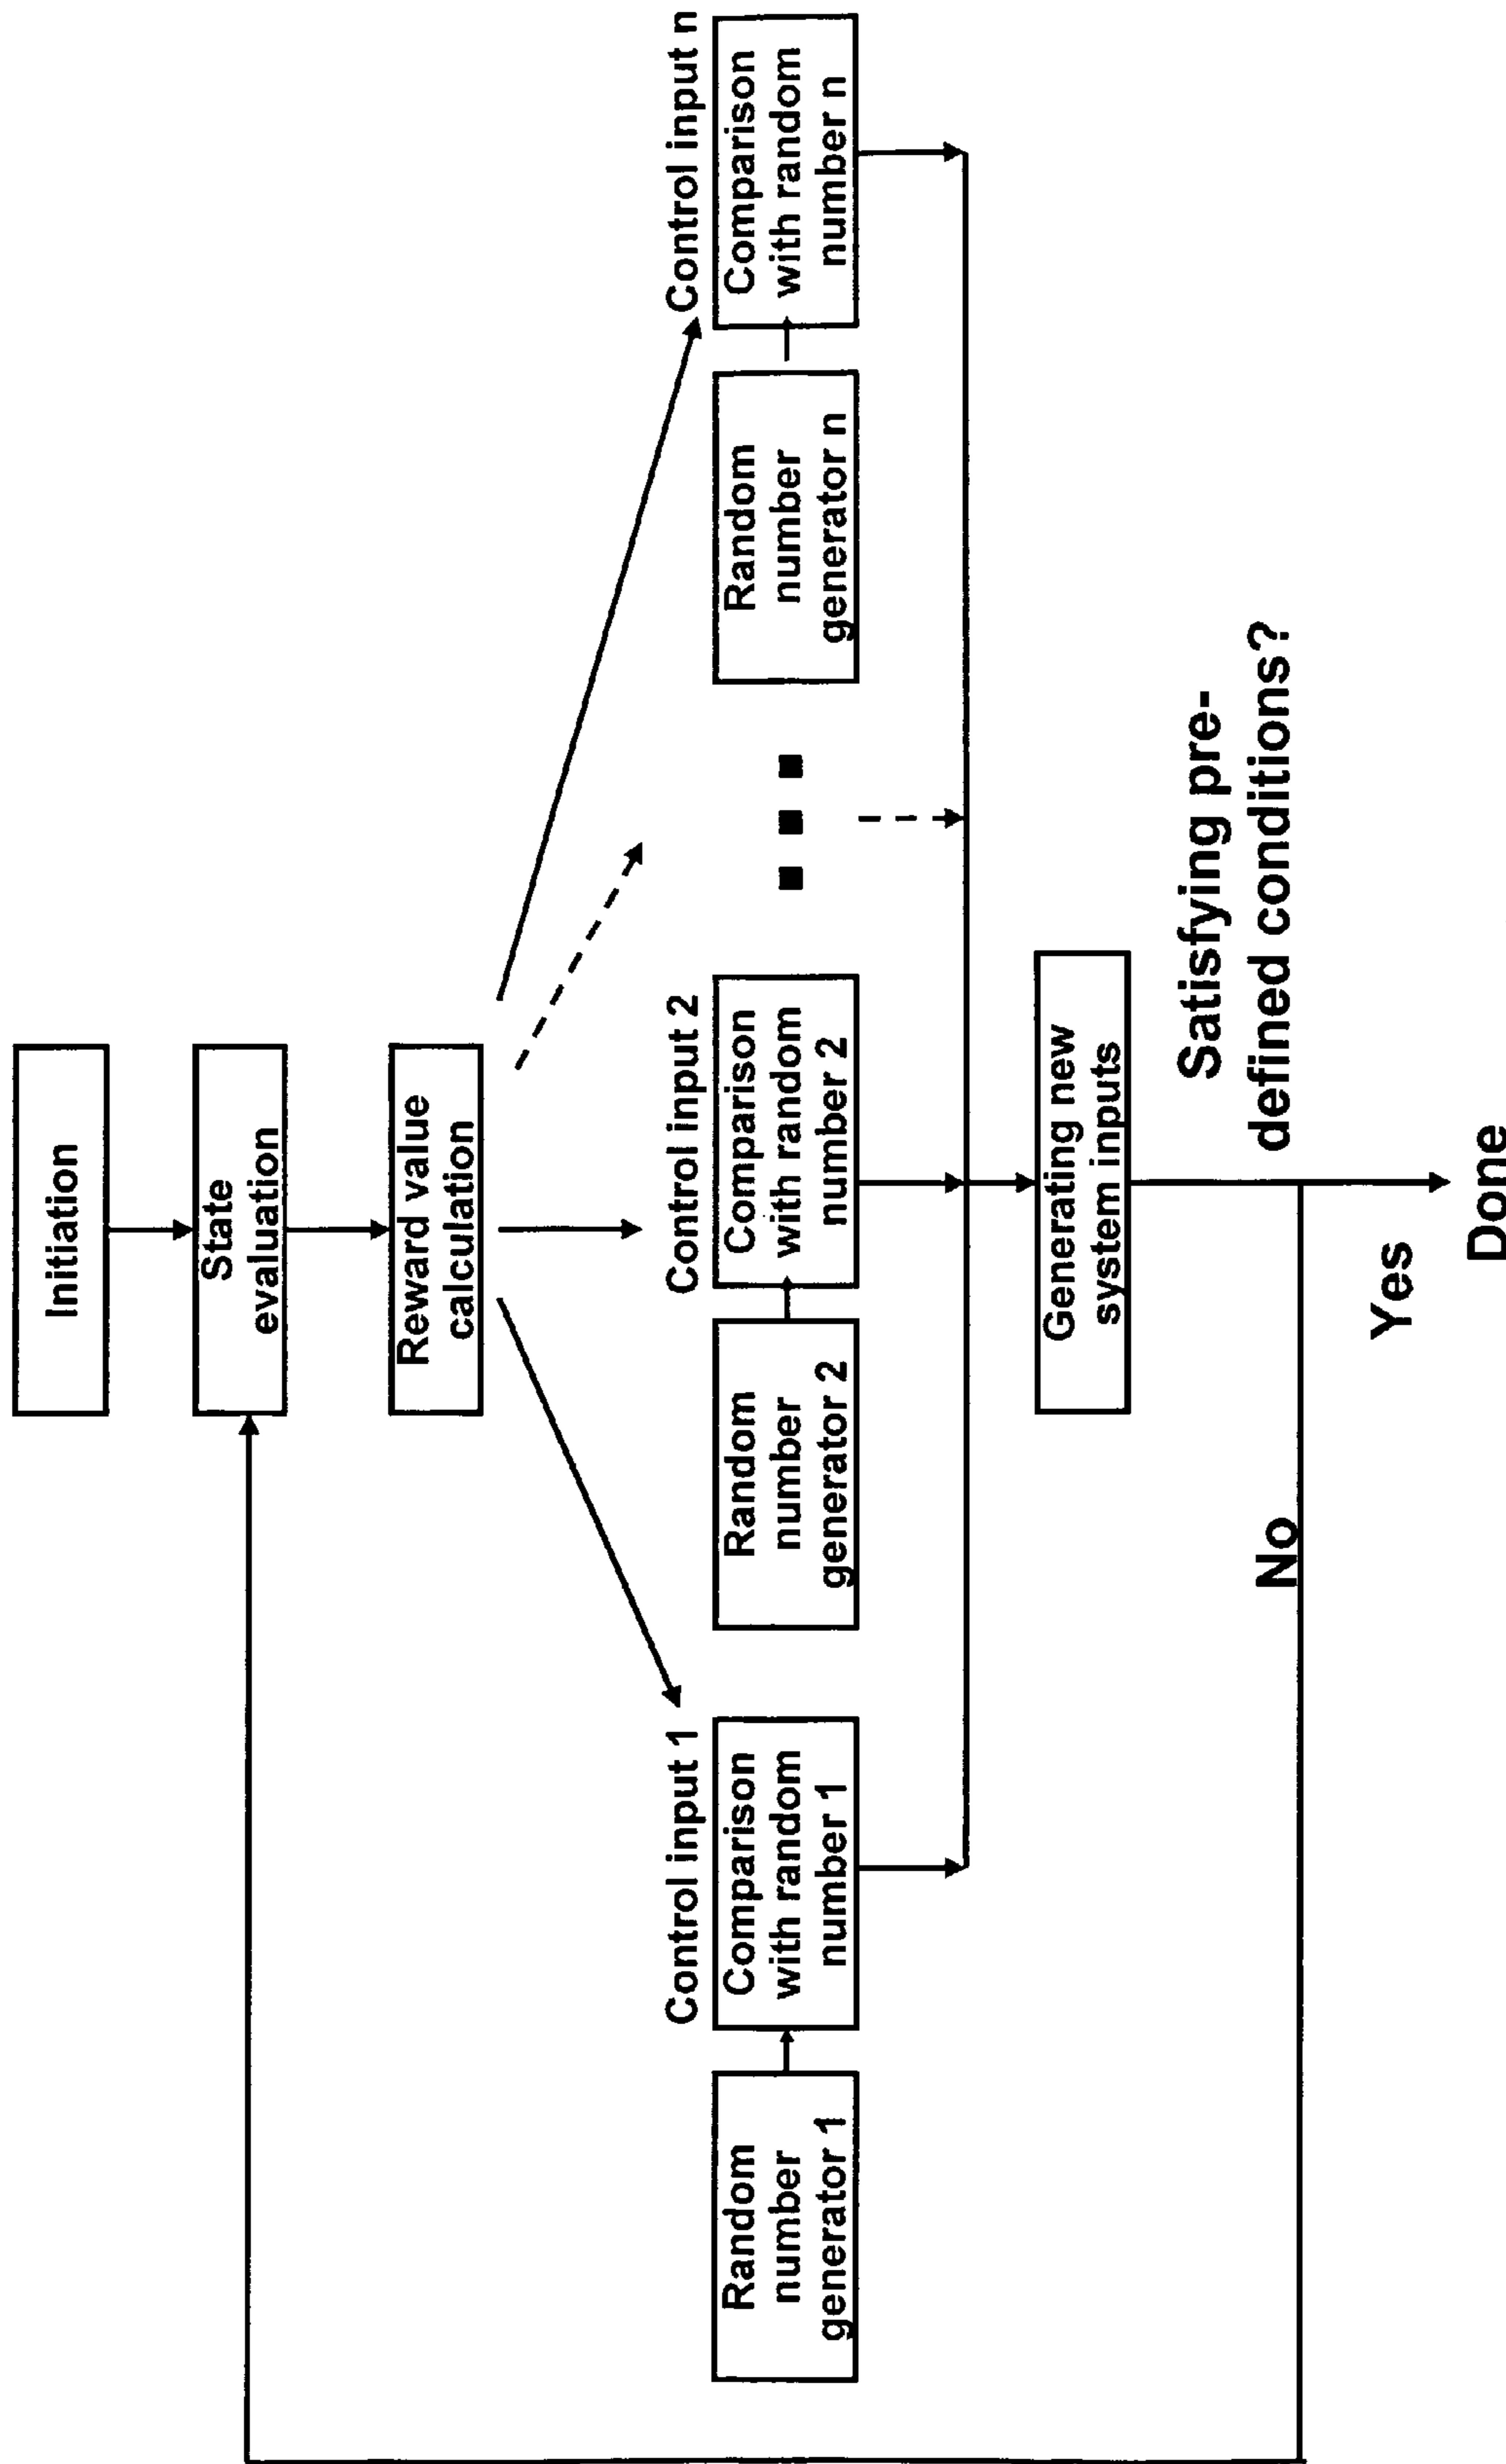 Initiation
State
evaluation
Reward value
calculation
Control input 1
Control input 2
Control input n
Random
number
generator 1
Comparison
with random
number 1
Random
number
generator 2
Comparison
with random
number 2
Random
number
generator n
Comparison
with random
number n
Generating new
system inputs
Satisfying pre-
defined conditions?
No
Yes
Done